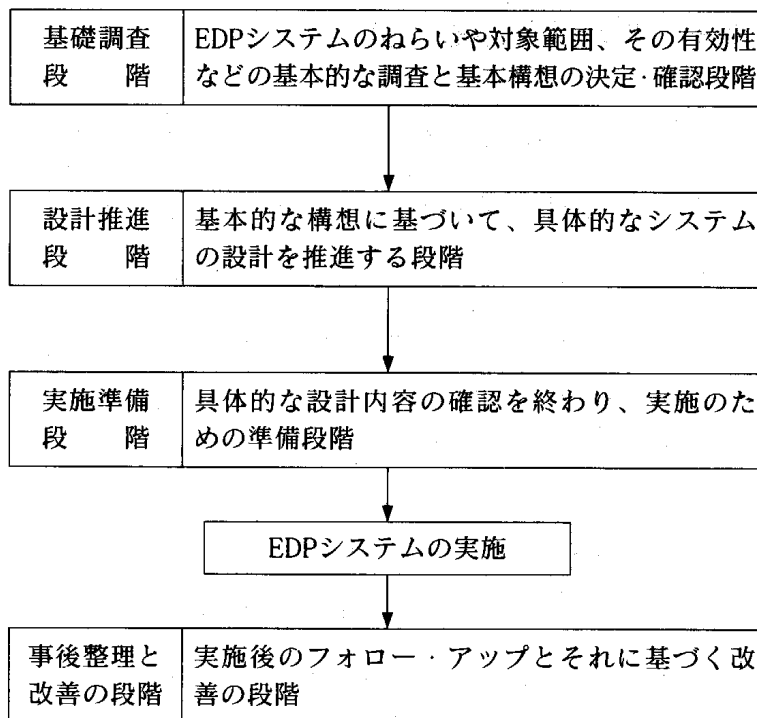 基礎調査
段　　階
EDPシステムのねらいや対象範囲、その有効性
などの基本的な調査と基本構想の決定·確認段階
設計推進
段　　階
基本的な構想に基づいて、具体的なシステム
の設計を推進する段階
実施準備
段　　階
具体的な設計内容の確認を終わり、実施のた
めの準備段階
EDPシステムの実施
事後整理と
改善の段階
実施後のフォロー·アップとそれに基づく改
善の段階